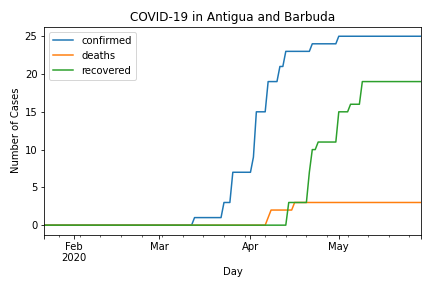 COVID-19 in Antigua and Barbuda
confirmed
deaths
recovered
25
20
15
10
5
0
Number of Cases
Feb
2020
Mar
Apr
May
Day